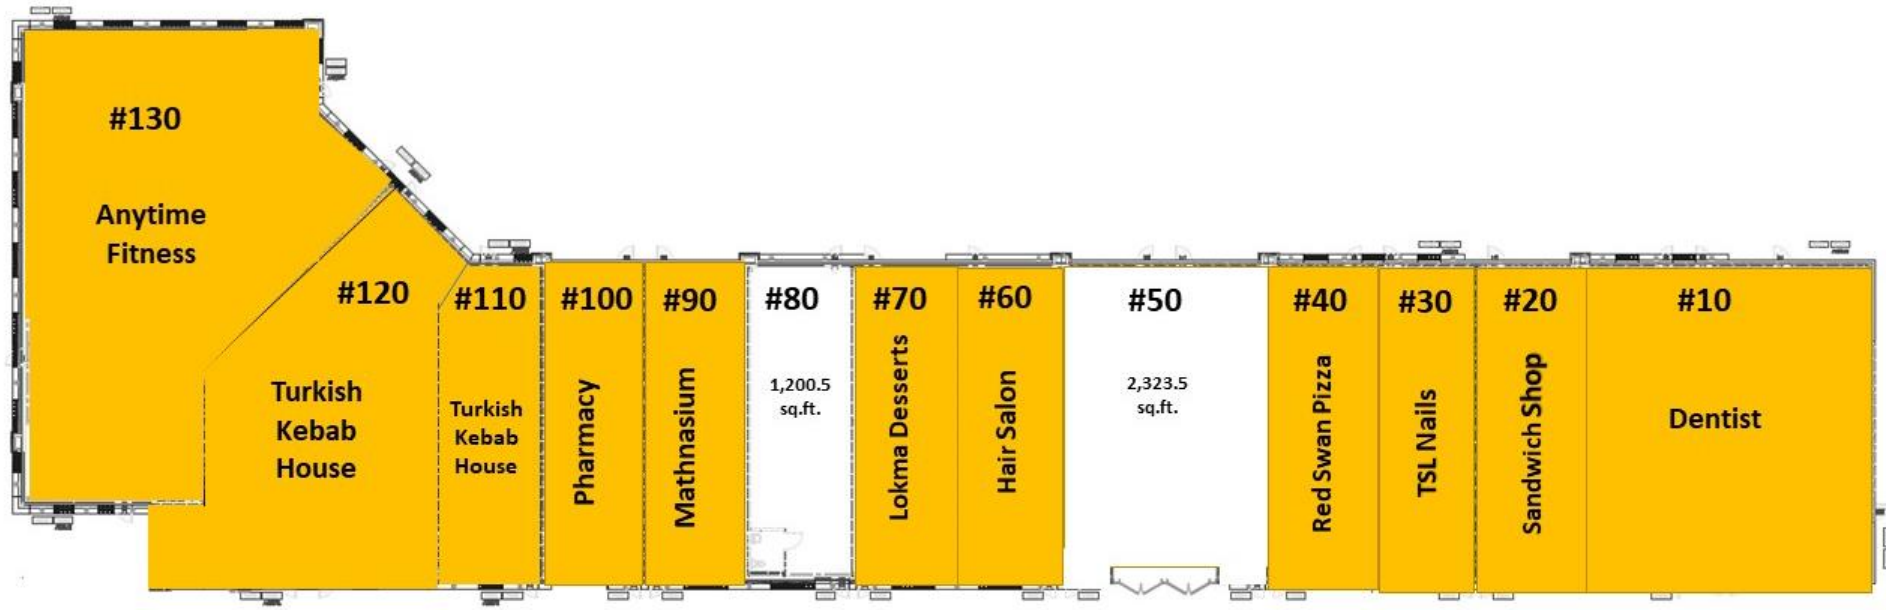 #130
Anytime
Fitness
#120
Turkish
Kebab
House
#110
Turkish
Kebab
House
#100
Pharmacy
#90
Mathnasium
#80
1,200.5
sq.ft.
#70
Lokma Desserts
#60
Hair Salon
#50
2,323.5
sq.ft.
#40
Red Swan Pizza
#30
TSL Nails
#20
Sandwich Shop
#10
Dentist